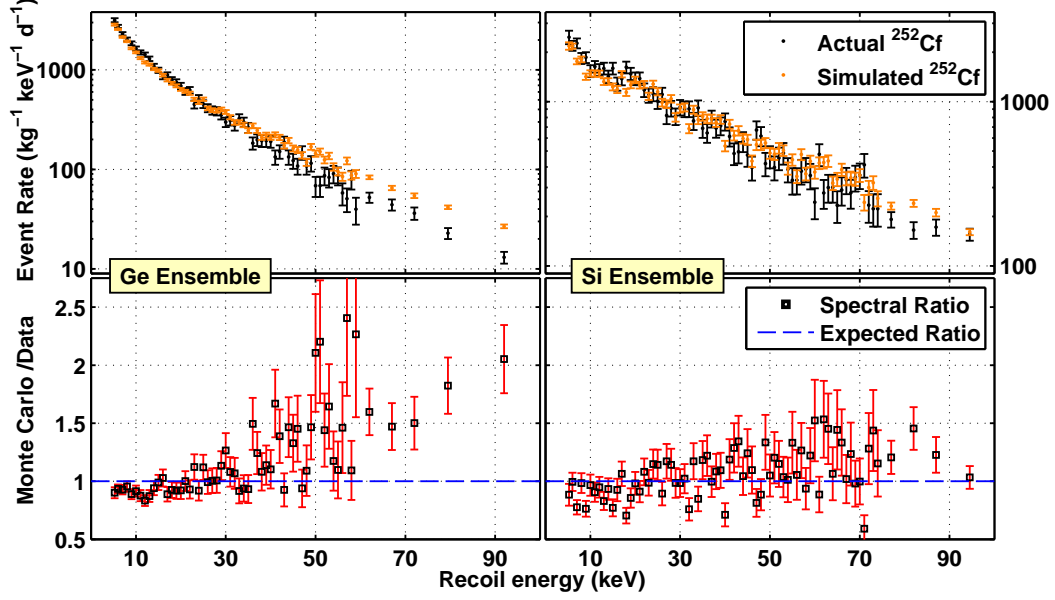 Event Rate (kg⁻¹ keV⁻¹ d⁻¹)
1000
100
10
Actual ²⁵²Cf
Simulated ²⁵²Cf
1000
100
Ge Ensemble
Si Ensemble
Monte Carlo /Data
2.5
2
1.5
1
0.5
Spectral Ratio
Expected Ratio
10 30 50 70 90
10 30 50 70 90
Recoil energy (keV)